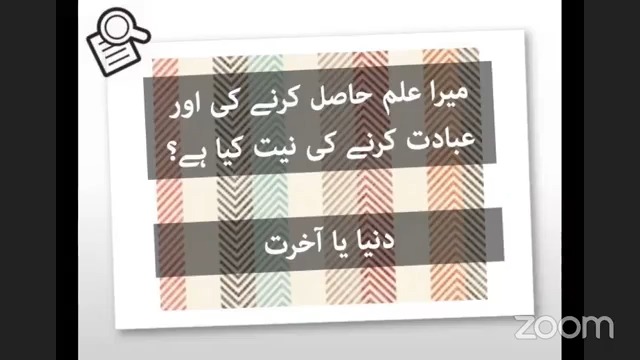 میرا علم حاصل کرنے کی اور
عبادت کرنے کی نیت کیا ہے؟
دنیا یا آخرت
zoom